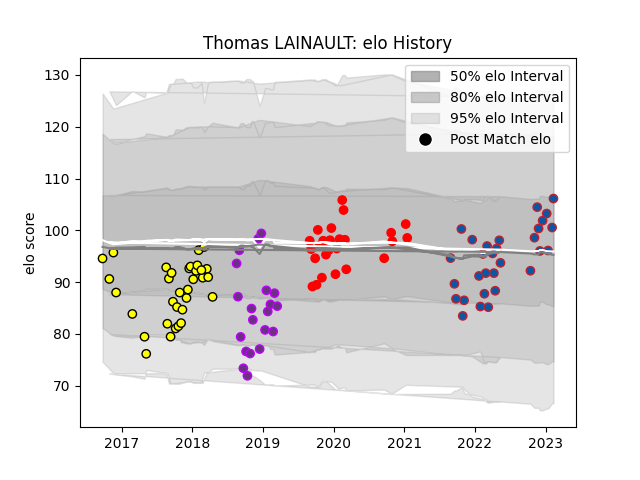 Thomas LAINAULT: elo History
130
120
110
100
90
80
70
elo score
50% elo Interval
80% elo Interval
95% elo Interval
Post Match elo
2017
2018
2019
2020
2021
2022
2023